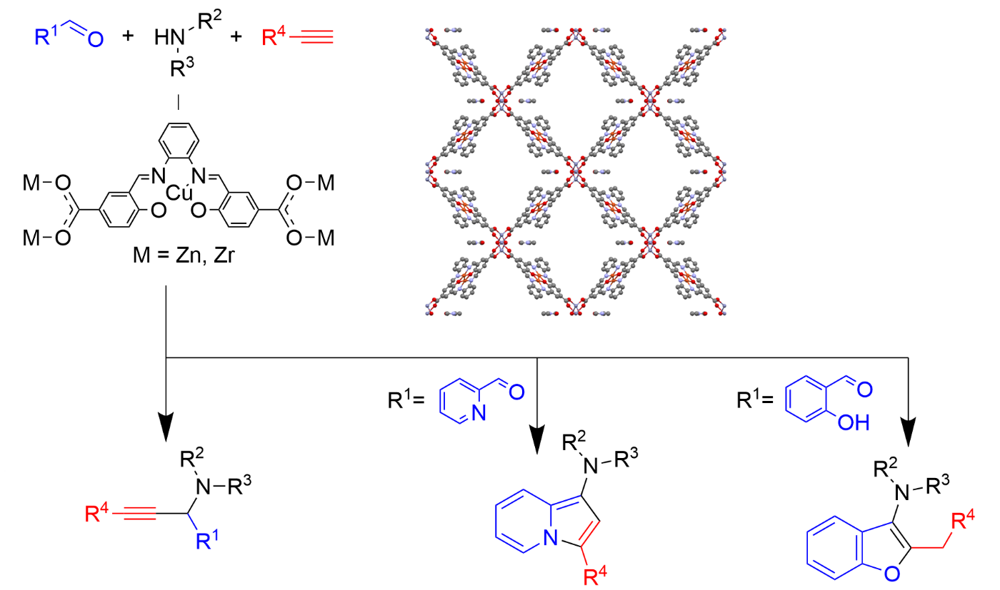 R¹ O + HN R² R³ + R⁴
N N
Cu
M-O O O O-M
M-O O-M
M = Zn, Zr
R¹= N O
R¹= O OH
R² N R³
R⁴ R¹
R² N R³
N R⁴
R² N R³
R⁴
O